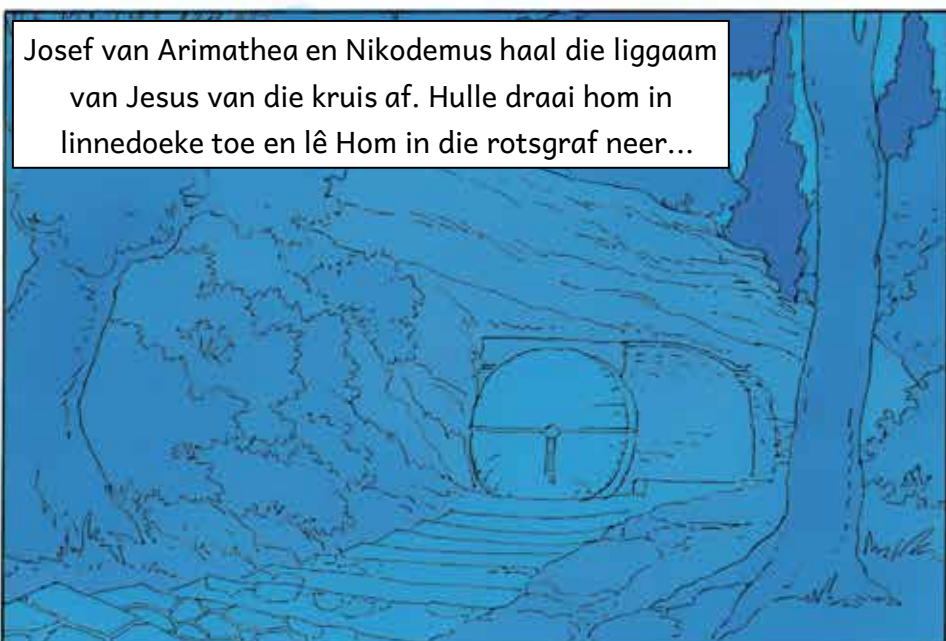 Josef van Arimathea en Nikodemus haal die liggaam
van Jesus van die kruis af. Hulle draai hom in
linnedoeke toe en lê Hom in die rotsgraf neer...